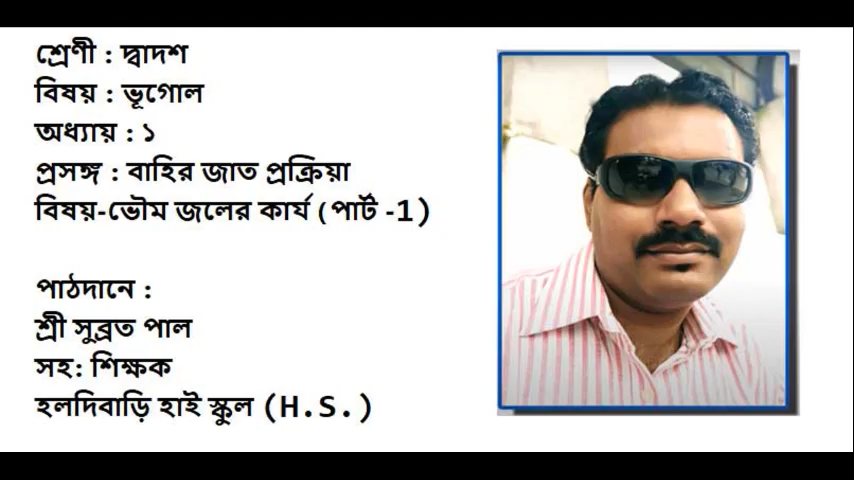 শ্রেণী : দ্বাদশ
বিষয় : ভূগোল
অধ্যায় : ১
প্রসঙ্গ : বাহির জাত প্রক্রিয়া
বিষয়-ভৌম জলের কার্য (পার্ট -1)
পাঠদানে :
শ্রী সুব্রত পাল
সহ: শিক্ষক
হলদিবাড়ি হাই স্কুল (H.S.)